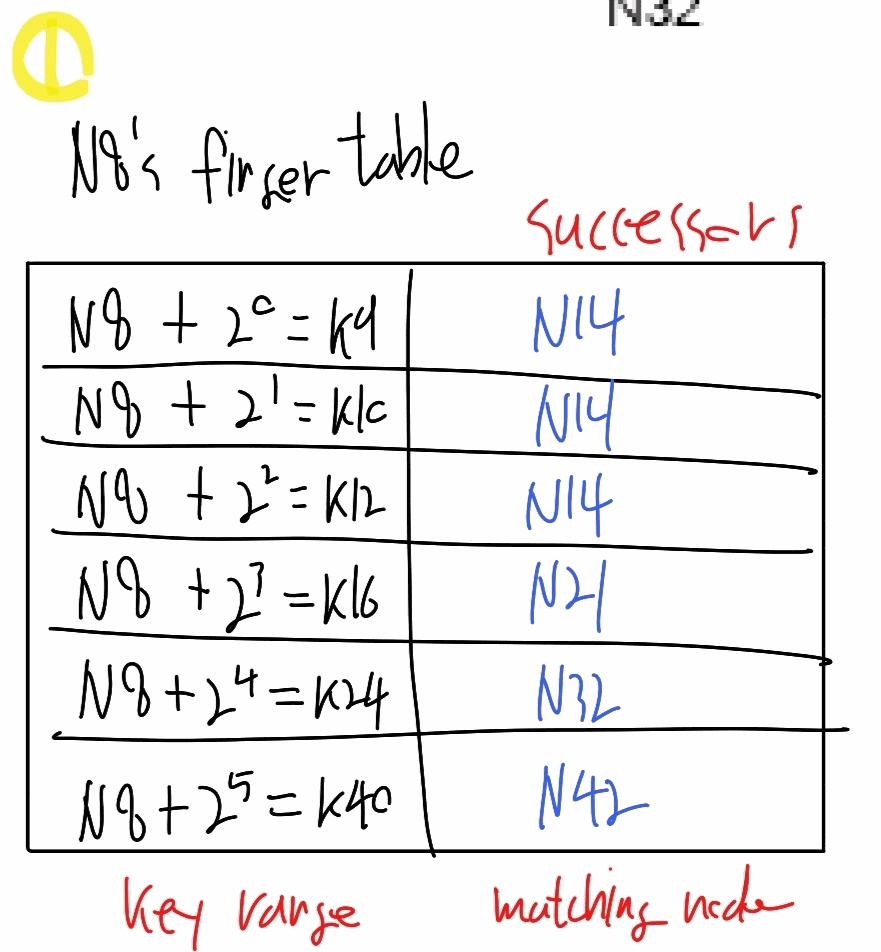 N32
1
N8's finger table
successors
N8 + 2⁰ = K9 N14
N8 + 2¹ = K10 N14
N8 + 2² = K12 N14
N8 + 2³ = K16 N21
N8 + 2⁴ = K24 N32
N8 + 2⁵ = K40 N42
key range matching node